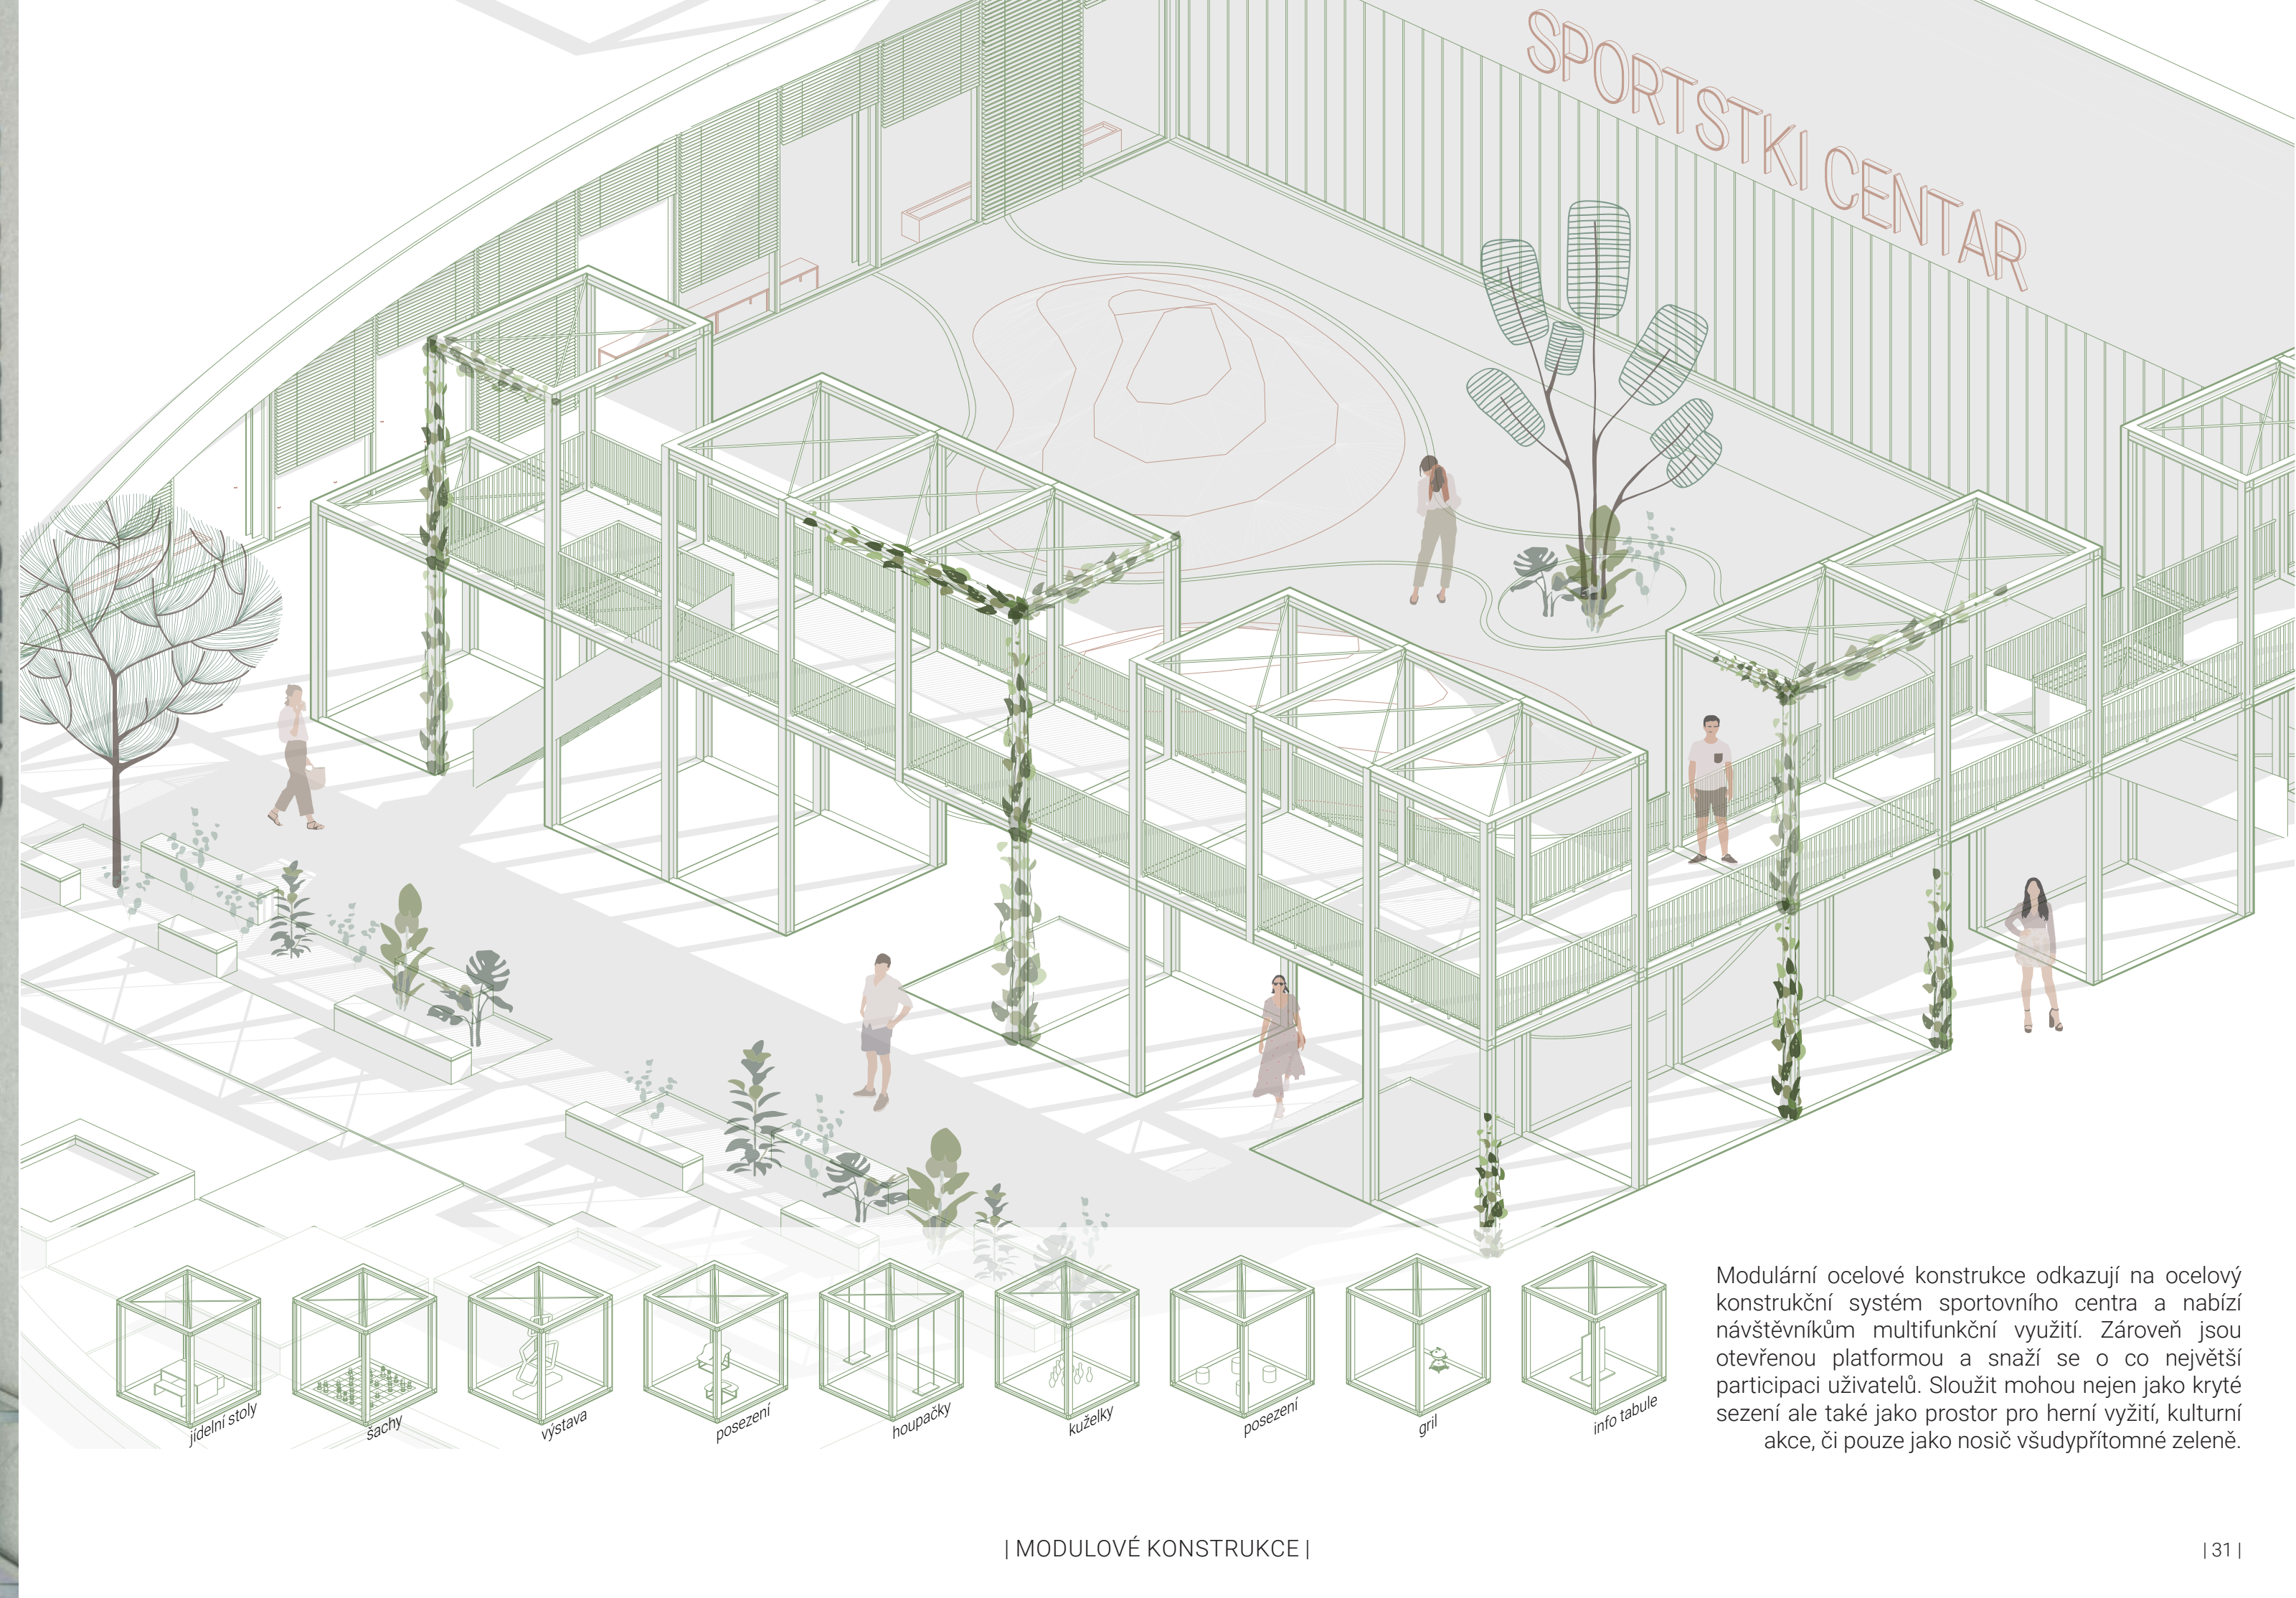 SPORTSTKI CENTAR
jídelní stoly
šachy
výstava
posezení
houpačky
kuželky
posezení
gril
info tabule
Modulární ocelové konstrukce odkazují na ocelový
konstrukční systém sportovního centra a nabízí
návštěvníkům multifunkční využití. Zároveň jsou
otevřenou platformou a snaží se o co největší
participaci uživatelů. Sloužit mohou nejen jako kryté
sezení ale také jako prostor pro herní vyžití, kulturní
akce, či pouze jako nosič všudypřítomné zeleně.
| MODULOVÉ KONSTRUKCE |
| 31 |